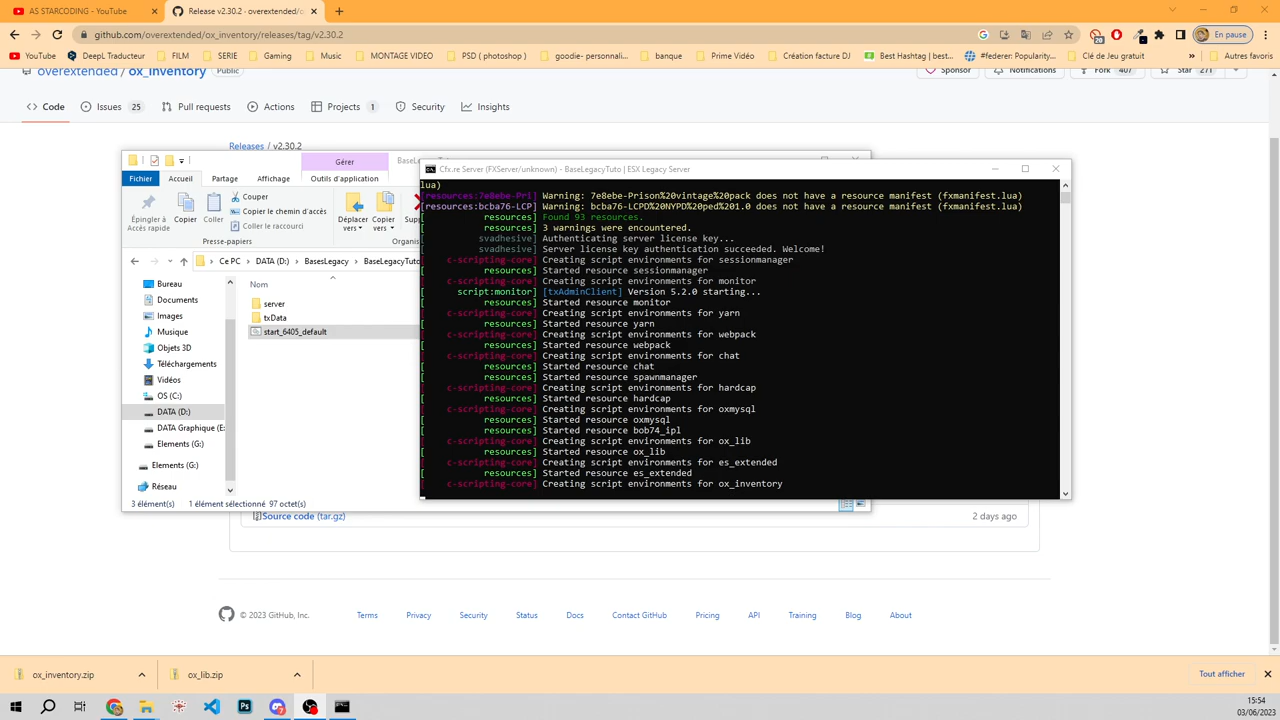 AS STARCODING - YouTube
Release v2.30.2 - overextended/o
github.com/overextended/ox_inventory/releases/tag/v2.30.2
En pause
YouTube
DeepL Traducteur
FILM
SERIE
Gaming
Music
MONTAGE VIDEO
PSD ( photoshop )
goodie- personnali...
banque
Prime Vidéo
Création facture DJ
Best Hashtag | best...
#federer: Popularity...
Clé de Jeu gratuit
Autres favoris
overextended / ox_inventory
Public
Sponsor
Notifications
Fork 407
Star 271
Code
Issues 25
Pull requests
Actions
Projects 1
Security
Insights
Releases / v2.30.2
Gérer
BaseLe
Fichier
Accueil
Partage
Affichage
Outils d'application
Épingler à
Accès rapide
Copier
Coller
Couper
Copier le chemin d'accès
Coller le raccourci
Presse-papiers
Déplacer
vers
Copier
vers
Supp
Organis
Ce PC
DATA (D:)
BaseLegacy
BaseLegacyTuto
Nom
Bureau
Documents
Images
Musique
Objets 3D
Téléchargements
Vidéos
OS (C:)
DATA (D:)
DATA Graphique (E:
Elements (G:)
Elements (G:)
Réseau
server
txData
start_6405_default
3 élément(s)
1 élément sélectionné 97 octet(s)
Cfx.re Server (FXServer/unknown) - BaseLegacyTuto | ESX Legacy Server
lua)
[resources:7e8ebe-Pri] Warning: 7e8ebe-Prison%20vintage%20pack does not have a resource manifest (fxmanifest.lua)
[resources:bcba76-LCP] Warning: bcba76-LCPD%20NYPD%20ped%201.0 does not have a resource manifest (fxmanifest.lua)
[ resources] Found 93 resources.
[ resources] 3 warnings were encountered.
[ svadhesive] Authenticating server license key...
[ svadhesive] Server license key authentication succeeded. Welcome!
[ c-scripting-core] Creating script environments for sessionmanager
[ resources] Started resource sessionmanager
[ c-scripting-core] Creating script environments for monitor
[ script:monitor] [txAdminClient] Version 5.2.0 starting...
[ resources] Started resource monitor
[ c-scripting-core] Creating script environments for yarn
[ resources] Started resource yarn
[ c-scripting-core] Creating script environments for webpack
[ resources] Started resource webpack
[ c-scripting-core] Creating script environments for chat
[ resources] Started resource chat
[ resources] Started resource spawnmanager
[ c-scripting-core] Creating script environments for hardcap
[ resources] Started resource hardcap
[ c-scripting-core] Creating script environments for oxmysql
[ resources] Started resource oxmysql
[ resources] Started resource bob74_ipl
[ c-scripting-core] Creating script environments for ox_lib
[ resources] Started resource ox_lib
[ c-scripting-core] Creating script environments for es_extended
[ resources] Started resource es_extended
[ c-scripting-core] Creating script environments for ox_inventory
Source code (tar.gz)
2 days ago
© 2023 GitHub, Inc.
Terms
Privacy
Security
Status
Docs
Contact GitHub
Pricing
API
Training
Blog
About
ox_inventory.zip
ox_lib.zip
Tout afficher
15:54
03/06/2023